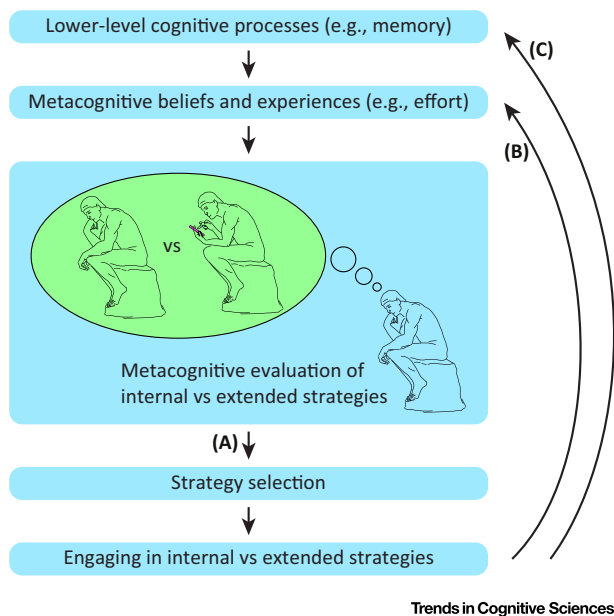 Lower-level cognitive processes (e.g., memory)
(C)
Metacognitive beliefs and experiences (e.g., effort)
(B)
vs
Metacognitive evaluation of
internal vs extended strategies
(A)
Strategy selection
Engaging in internal vs extended strategies
Trends in Cognitive Sciences